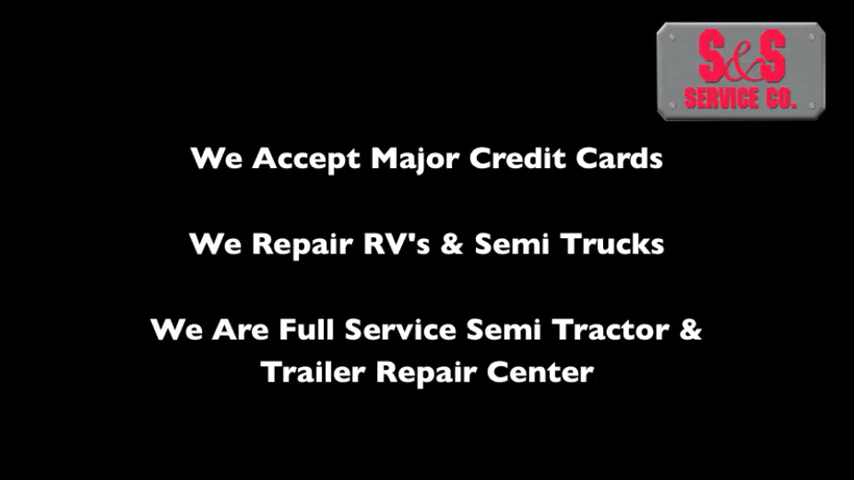 S&S
SERVICE CO.
We Accept Major Credit Cards
We Repair RV's & Semi Trucks
We Are Full Service Semi Tractor &
Trailer Repair Center